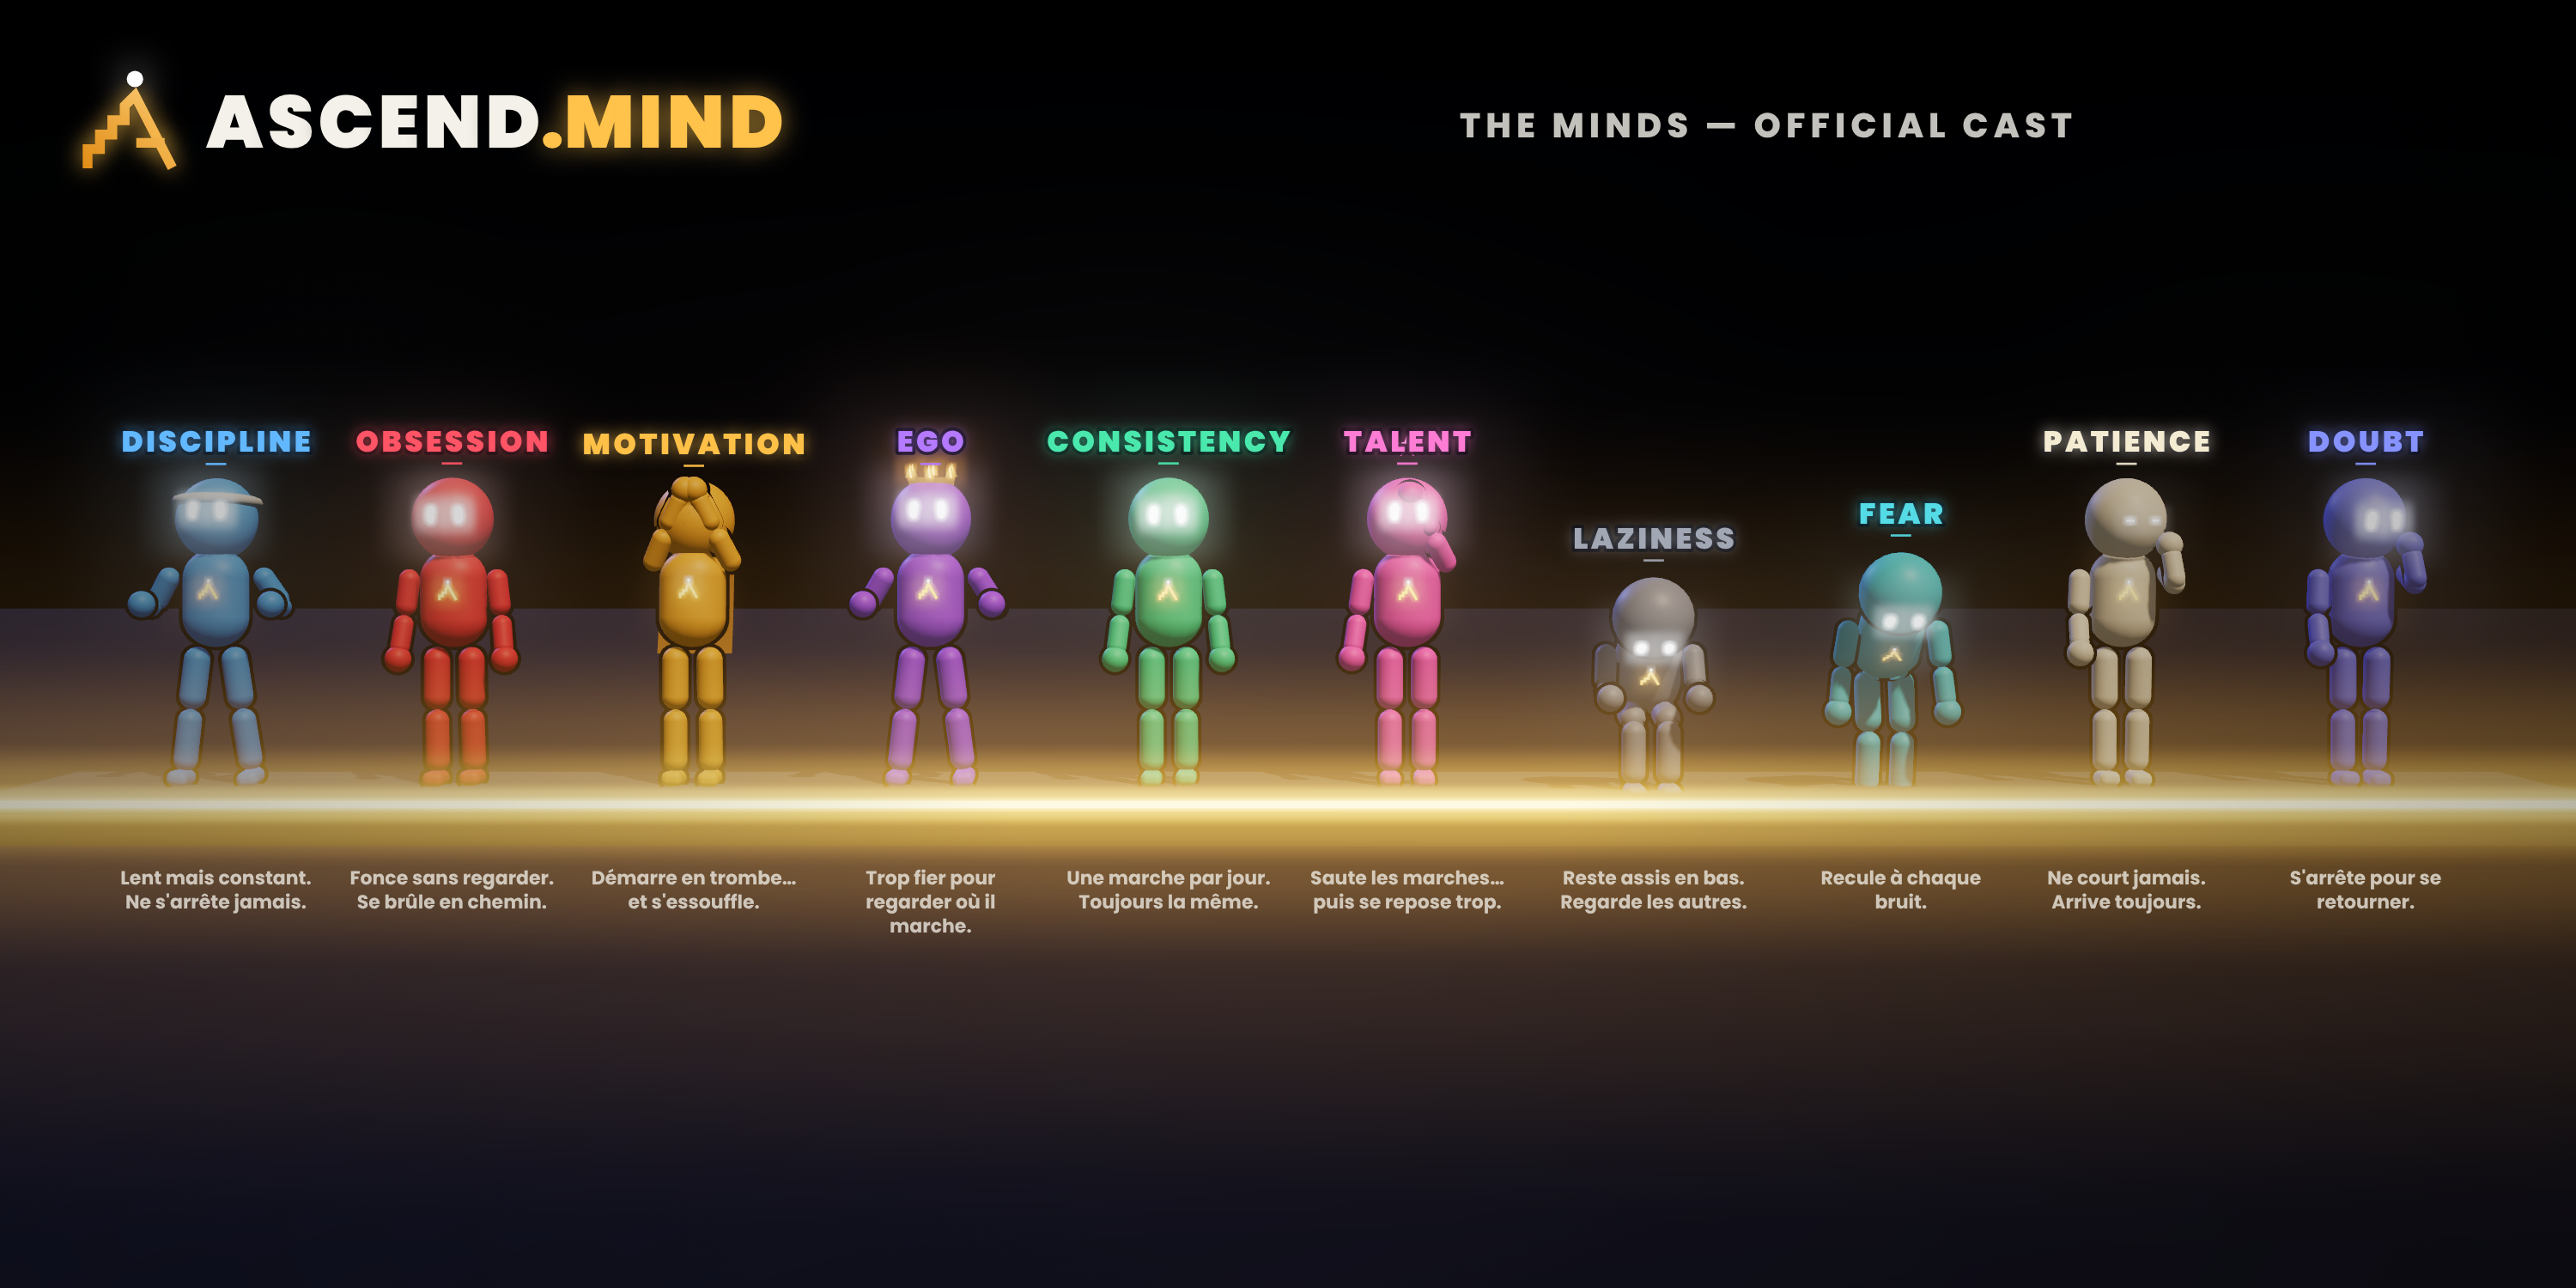 ASCEND.MIND
THE MINDS — OFFICIAL CAST
DISCIPLINE
OBSESSION
MOTIVATION
EGO
CONSISTENCY
TALENT
LAZINESS
FEAR
PATIENCE
DOUBT
Lent mais constant.
Ne s'arrête jamais.
Fonce sans regarder.
Se brûle en chemin.
Démarre en trombe...
et s'essouffle.
Trop fier pour
regarder où il
marche.
Une marche par jour.
Toujours la même.
Saute les marches...
puis se repose trop.
Reste assis en bas.
Regarde les autres.
Recule à chaque
bruit.
Ne court jamais.
Arrive toujours.
S'arrête pour se
retourner.